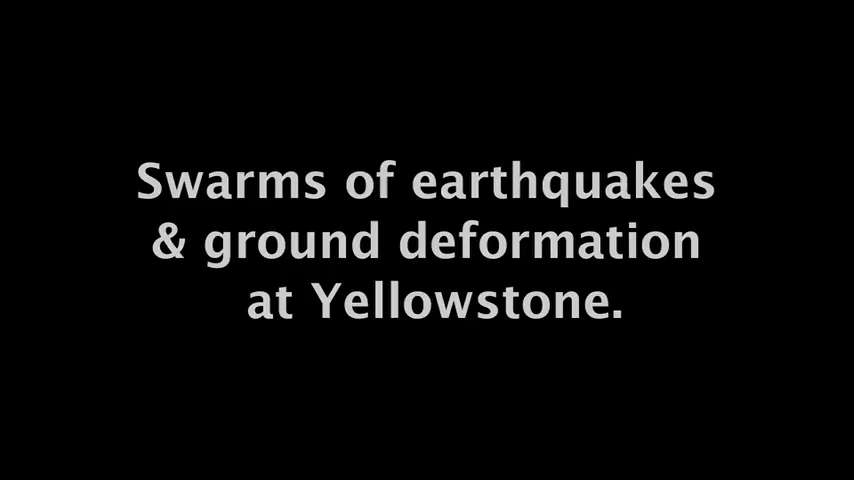 Swarms of earthquakes
& ground deformation
at Yellowstone.